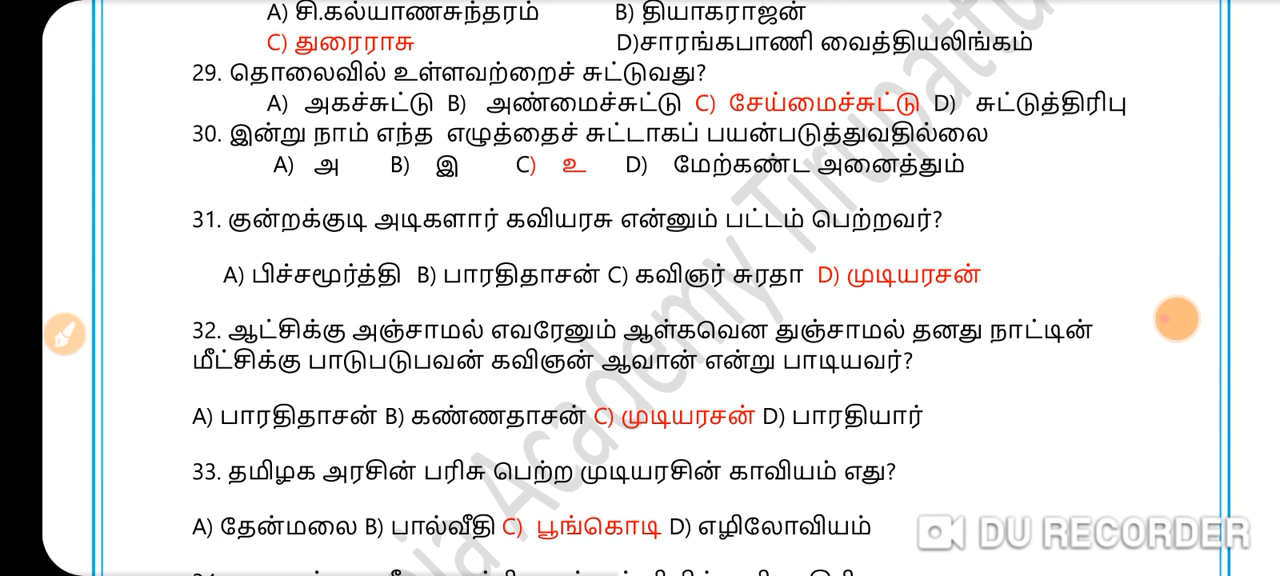 A) சி.கல்யாணசுந்தரம் B) தியாகராஜன்
C) துரைராசு D)சாரங்கபாணி வைத்தியலிங்கம்
29. தொலைவில் உள்ளவற்றைச் சுட்டுவது?
A) அகச்சுட்டு B) அண்மைச்சுட்டு C) சேய்மைச்சுட்டு D) சுட்டுத்திரிபு
30. இன்று நாம் எந்த எழுத்தைச் சுட்டாகப் பயன்படுத்துவதில்லை
A) அ B) இ C) உ D) மேற்கண்ட அனைத்தும்
31. குன்றக்குடி அடிகளார் கவியரசு என்னும் பட்டம் பெற்றவர்?
A) பிச்சமூர்த்தி B) பாரதிதாசன் C) கவிஞர் சுரதா D) முடியரசன்
32. ஆட்சிக்கு அஞ்சாமல் எவரேனும் ஆள்கவென துஞ்சாமல் தனது நாட்டின்
மீட்சிக்கு பாடுபடுபவன் கவிஞன் ஆவான் என்று பாடியவர்?
A) பாரதிதாசன் B) கண்ணதாசன் C) முடியரசன் D) பாரதியார்
33. தமிழக அரசின் பரிசு பெற்ற முடியரசின் காவியம் எது?
A) தேன்மலை B) பால்வீதி C) பூங்கொடி D) எழிலோவியம்
Academy
DU RECORDER